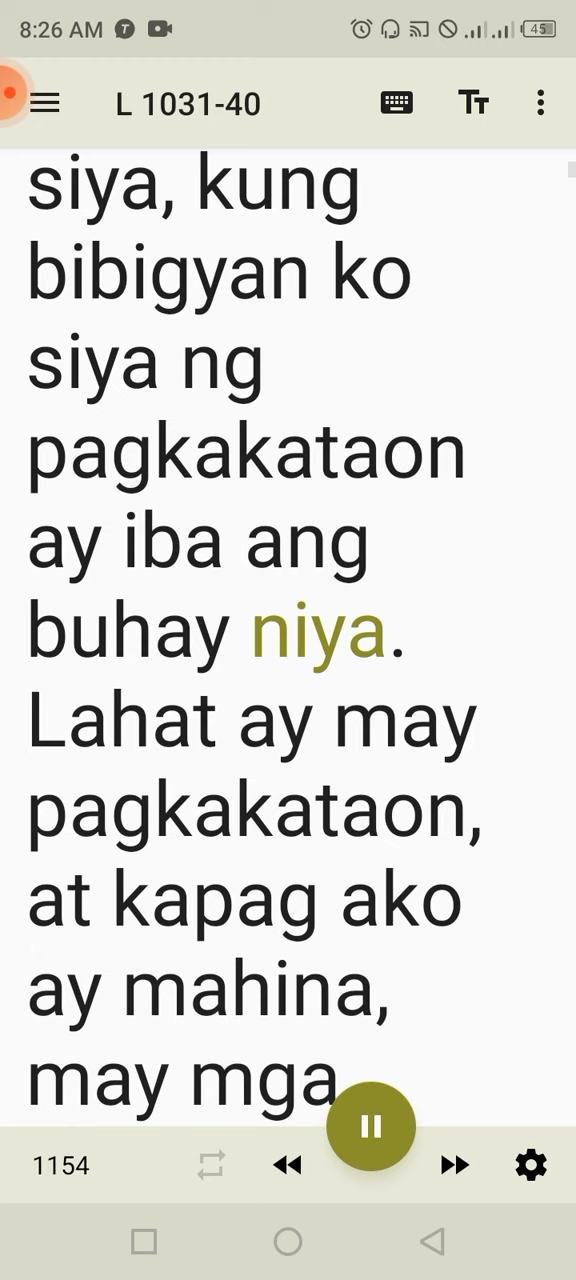 8:26 AM
45
L 1031-40
siya, kung
bibigyan ko
siya ng
pagkakataon
ay iba ang
buhay niya.
Lahat ay may
pagkakataon,
at kapag ako
ay mahina,
may mga
1154